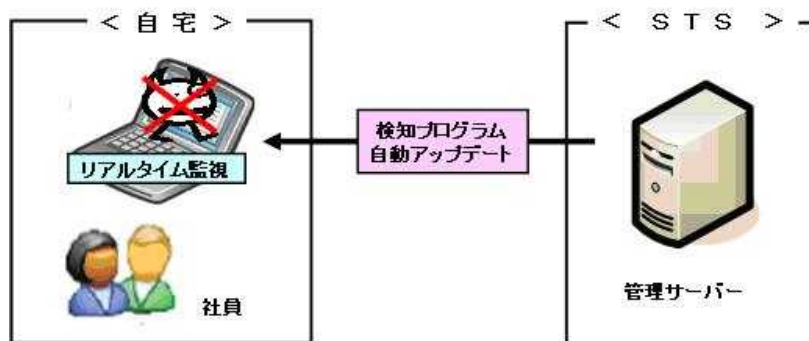 ＜ 自 宅 ＞
＜ Ｓ Ｔ Ｓ ＞
検知プログラム
自動アップデート
リアルタイム監視
社員
管理サーバー